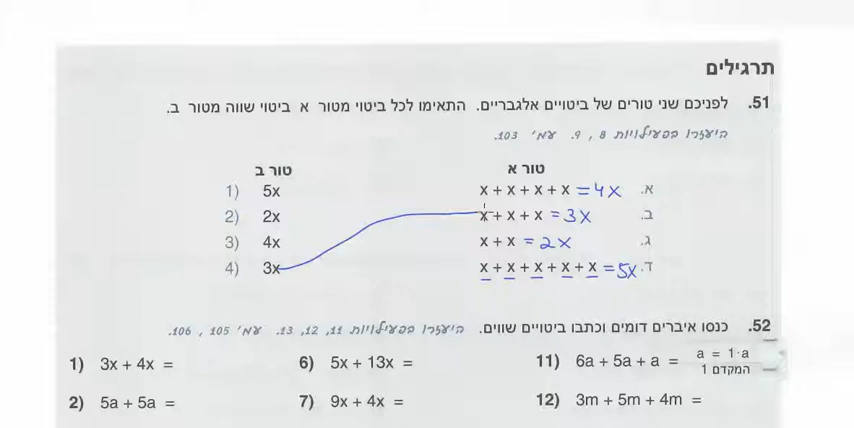 תרגילים
51. לפניכם שני טורים של ביטויים אלגבריים. התאימו לכל ביטוי מטור א ביטוי שווה מטור ב.
היעזרו בפעילויות 8 , 9. עמ' 103.
טור א טור ב
א. x + x + x + x = 4x 1) 5x
ב. x + x + x = 3x 2) 2x
ג. x + x = 2x 3) 4x
ד. x + x + x + x + x = 5x 4) 3x
52. כנסו איברים דומים וכתבו ביטויים שווים. היעזרו בפעילויות 11, 12, 13. עמ' 105 , 106.
1) 3x + 4x = 6) 5x + 13x = 11) 6a + 5a + a = a = 1·a
המקדם 1
2) 5a + 5a = 7) 9x + 4x = 12) 3m + 5m + 4m =